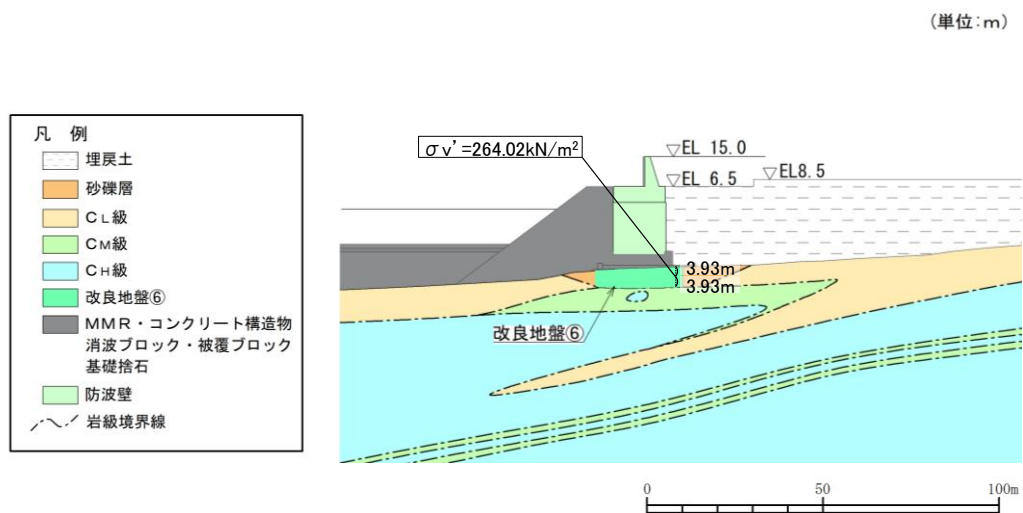 (単位:m)
凡 例
埋戻土
砂礫層
CL級
CM級
CH級
改良地盤⑥
MMR・コンクリート構造物
消波ブロック・被覆ブロック
基礎捨石
防波壁
岩級境界線
σv'=264.02kN/m²
▽EL 15.0
▽EL 6.5
▽EL8.5
3.93m
3.93m
改良地盤⑥
0 50 100m